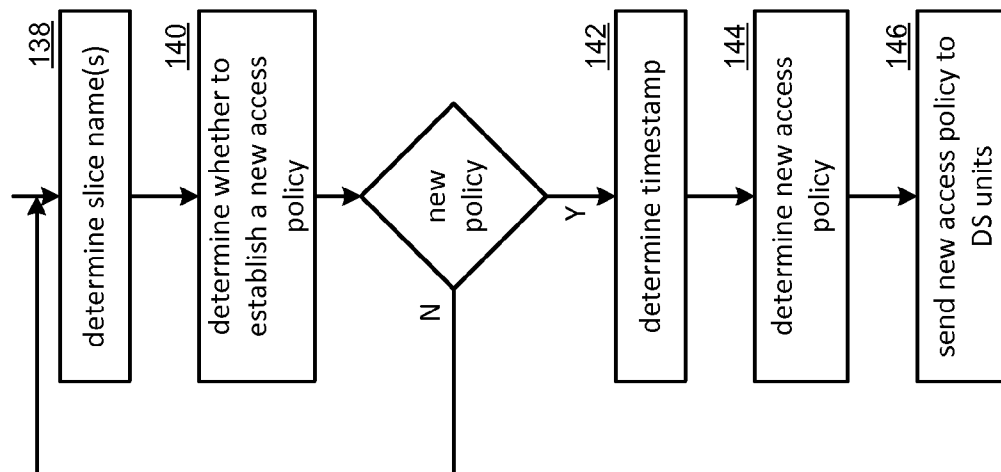 138
determine slice name(s)
140
determine whether to
establish a new access
policy
new
policy
N
Y
142
determine timestamp
144
determine new access
policy
146
send new access policy to
DS units